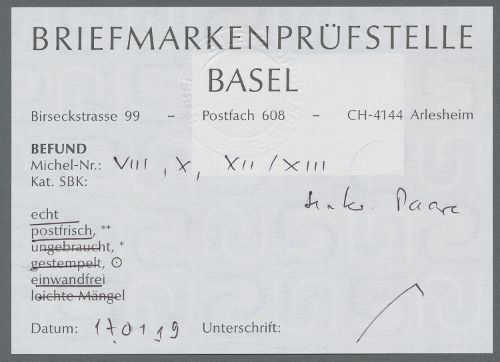 BRIEFMARKENPRÜFSTELLE
BASEL
Birseckstrasse 99 – Postfach 608 – CH-4144 Arlesheim
BEFUND
Michel-Nr.: VIII, X, XII/XIII
Kat. SBK:
senkr. Paare
echt
postfrisch, **
ungebraucht, *
gestempelt, ⊙
einwandfrei
leichte Mängel
Datum: 17.01.19 Unterschrift: